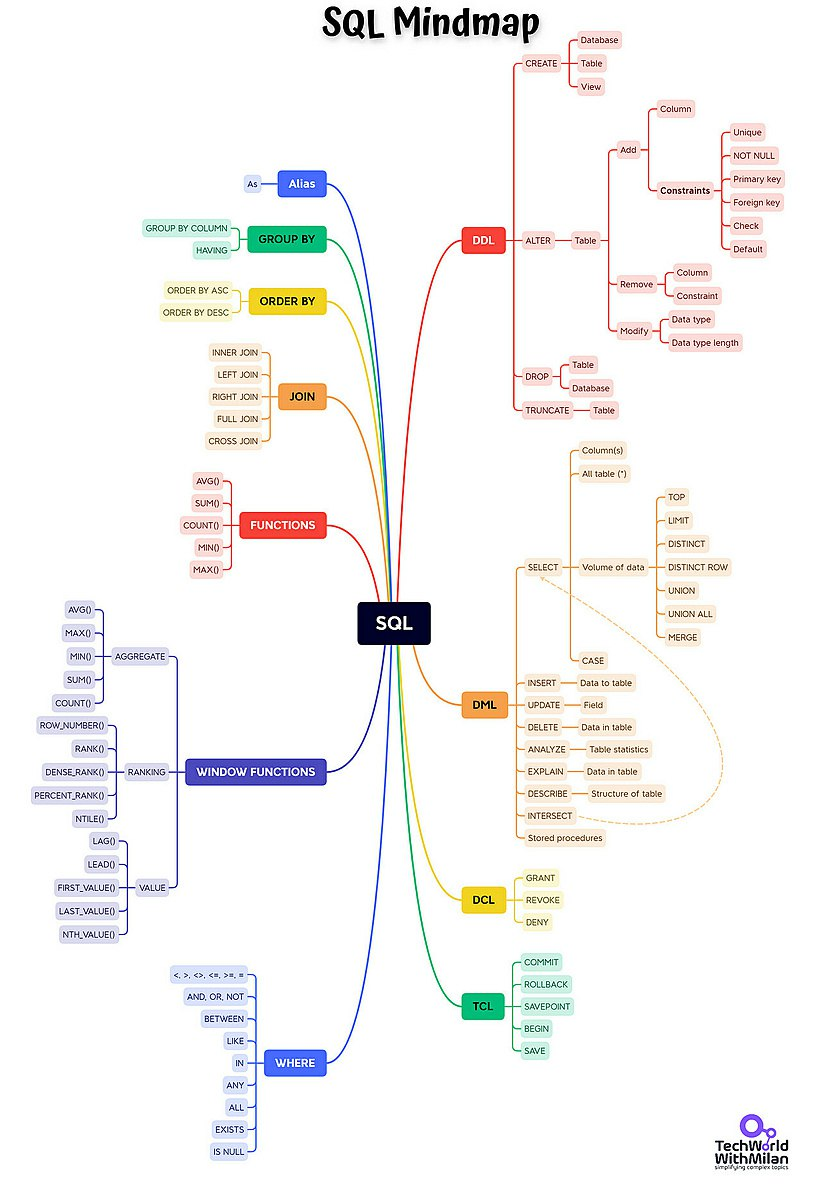 SQL Mindmap
SQL
Alias
As
GROUP BY
GROUP BY COLUMN
HAVING
ORDER BY
ORDER BY ASC
ORDER BY DESC
JOIN
INNER JOIN
LEFT JOIN
RIGHT JOIN
FULL JOIN
CROSS JOIN
FUNCTIONS
AVG()
SUM()
COUNT()
MIN()
MAX()
WINDOW FUNCTIONS
AGGREGATE
AVG()
MAX()
MIN()
SUM()
COUNT()
RANKING
ROW_NUMBER()
RANK()
DENSE_RANK()
PERCENT_RANK()
NTILE()
VALUE
LAG()
LEAD()
FIRST_VALUE()
LAST_VALUE()
NTH_VALUE()
WHERE
<, >, <>, <=, >=, =
AND, OR, NOT
BETWEEN
LIKE
IN
ANY
ALL
EXISTS
IS NULL
DDL
CREATE
Database
Table
View
ALTER
Table
Add
Column
Constraints
Unique
NOT NULL
Primary key
Foreign key
Check
Default
Remove
Column
Constraint
Modify
Data type
Data type length
DROP
Table
Database
TRUNCATE
Table
DML
SELECT
Column(s)
All table (*)
Volume of data
TOP
LIMIT
DISTINCT
DISTINCT ROW
UNION
UNION ALL
MERGE
CASE
INSERT
Data to table
UPDATE
Field
DELETE
Data in table
ANALYZE
Table statistics
EXPLAIN
Data in table
DESCRIBE
Structure of table
INTERSECT
Stored procedures
DCL
GRANT
REVOKE
DENY
TCL
COMMIT
ROLLBACK
SAVEPOINT
BEGIN
SAVE
TechWorld
WithMilan
simplifying complex topics